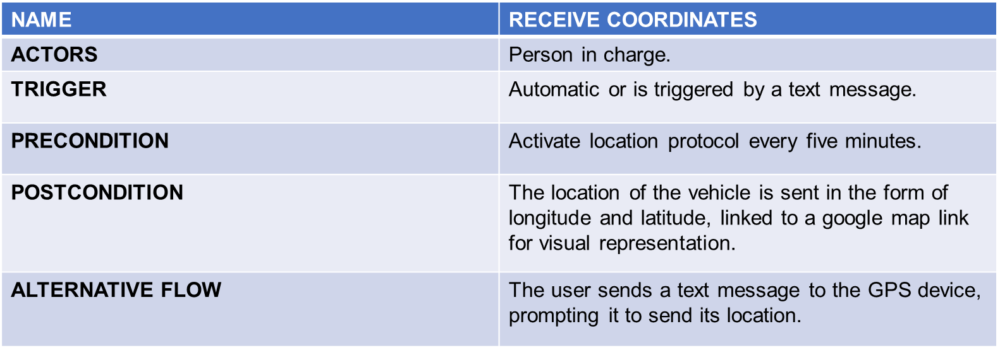 NAME
RECEIVE COORDINATES
ACTORS
Person in charge.
TRIGGER
Automatic or is triggered by a text message.
PRECONDITION
Activate location protocol every five minutes.
POSTCONDITION
The location of the vehicle is sent in the form of
longitude and latitude, linked to a google map link
for visual representation.
ALTERNATIVE FLOW
The user sends a text message to the GPS device,
prompting it to send its location.